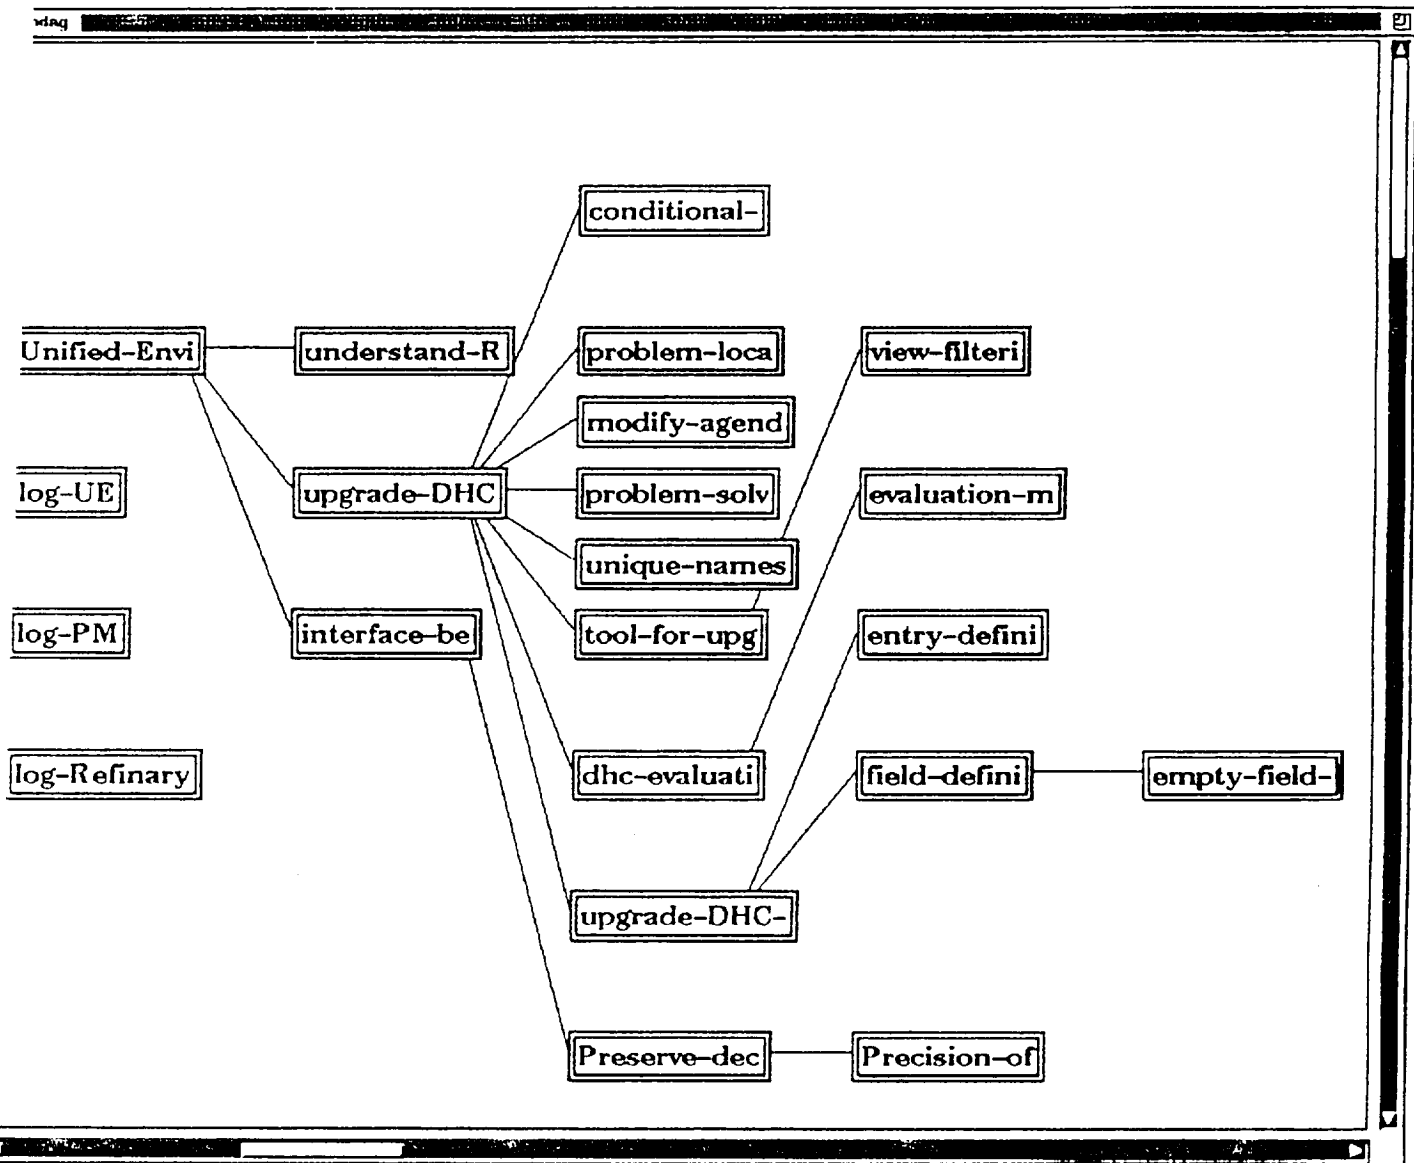 conditional-
Unified-Envi
understand-R
problem-loca
view-filteri
modify-agend
log-UE
upgrade-DHC
problem-solv
evaluation-m
unique-names
log-PM
interface-be
tool-for-upg
entry-defini
log-Refinary
dhc-evaluati
field-defini
empty-field-
upgrade-DHC-
Preserve-dec
Precision-of